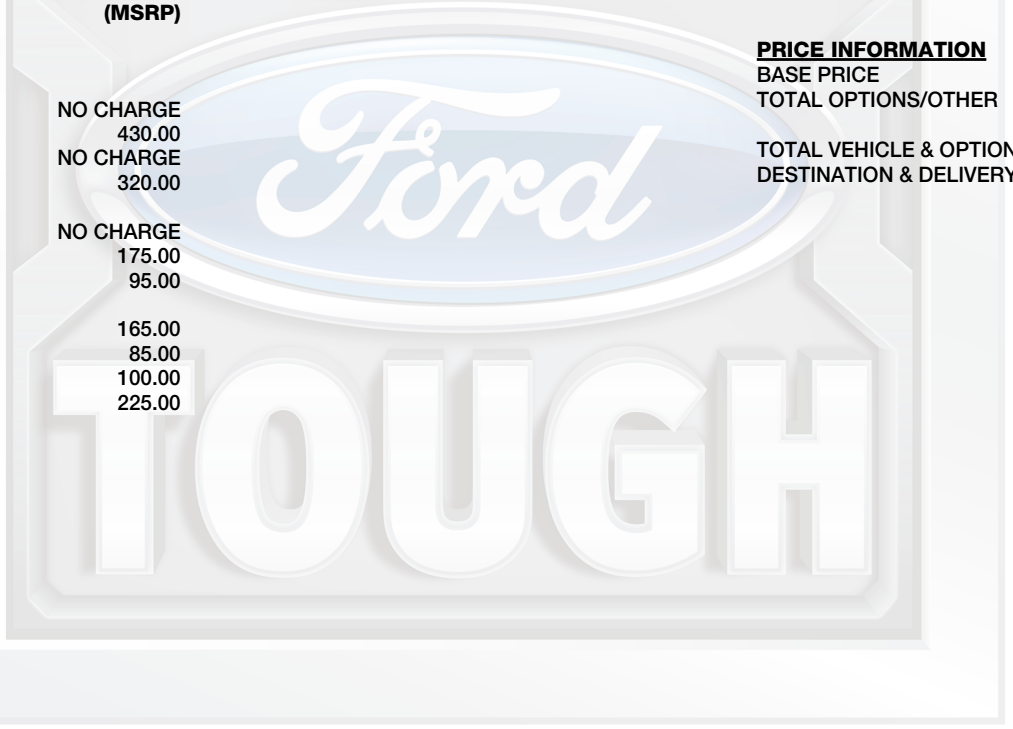 (MSRP)
NO CHARGE
430.00
NO CHARGE
320.00
NO CHARGE
175.00
95.00
165.00
85.00
100.00
225.00
PRICE INFORMATION
BASE PRICE
TOTAL OPTIONS/OTHER
TOTAL VEHICLE & OPTION
DESTINATION & DELIVERY
Ford
TOUGH